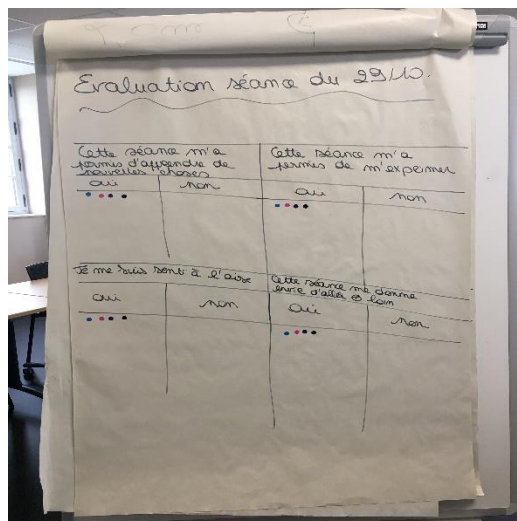 Evaluation séance du 29/10.
Cette séance m'a
permis d'apprendre de
nouvelles choses
oui non
Cette séance m'a
permis de m'exprimer
oui non
Je me suis senti à l'aise
oui non
Cette séance me donne
envie d'aller + loin
oui non